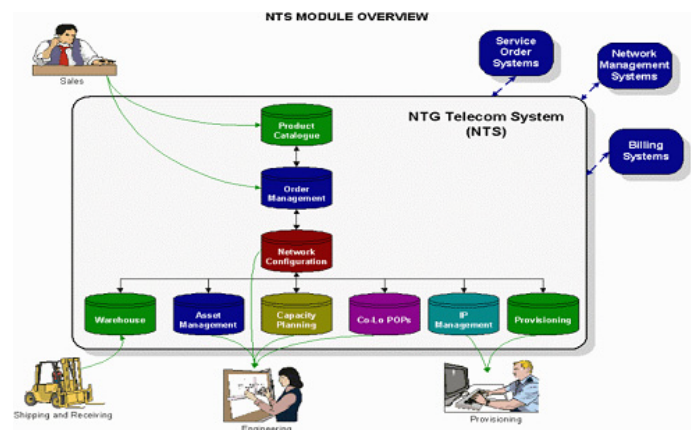 NTS MODULE OVERVIEW
Sales
Service
Order
Systems
Network
Management
Systems
NTG Telecom System
(NTS)
Product
Catalogue
Billing
Systems
Order
Management
Network
Configuration
Warehouse
Asset
Management
Capacity
Planning
Co-Lo POPs
IP
Management
Provisioning
Shipping and Receiving
Engineering
Provisioning